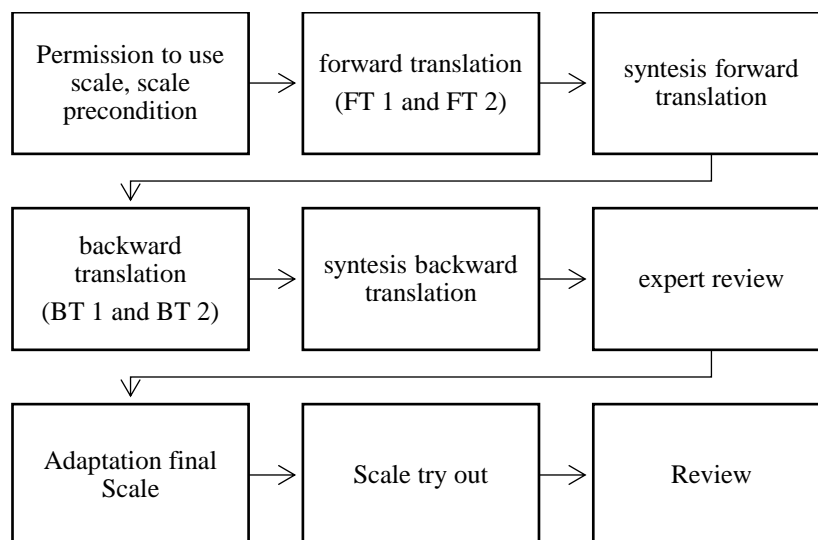 Permission to use
scale, scale
precondition
forward translation
(FT 1 and FT 2)
syntesis forward
translation
backward
translation
(BT 1 and BT 2)
syntesis backward
translation
expert review
Adaptation final
Scale
Scale try out
Review